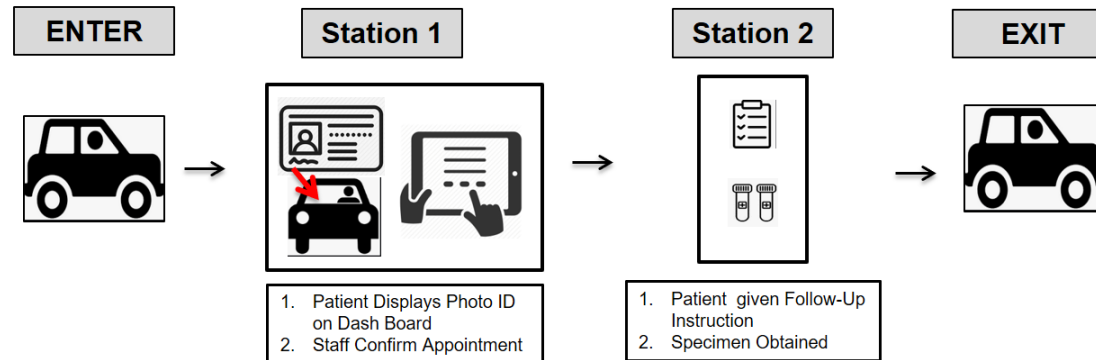 ENTER
Station 1
Station 2
EXIT
1. Patient Displays Photo ID
on Dash Board
2. Staff Confirm Appointment
1. Patient given Follow-Up
Instruction
2. Specimen Obtained